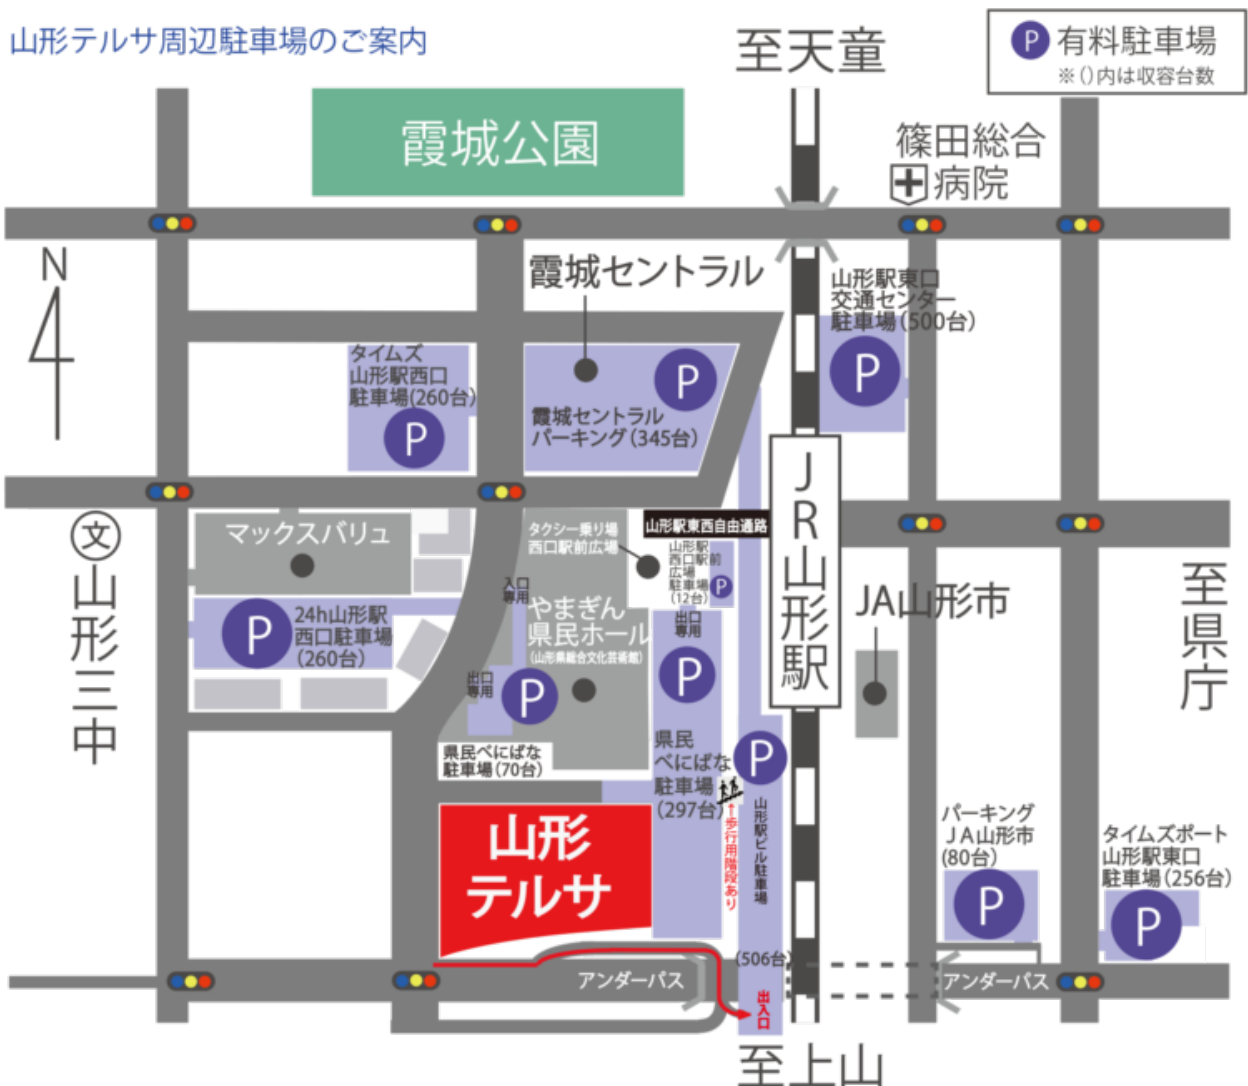 山形テルサ周辺駐車場のご案内
至天童
P 有料駐車場
※()内は収容台数
霞城公園
篠田総合
病院
N
霞城セントラル
山形駅東口
交通センター
駐車場(500台)
P
タイムズ
山形駅西口
駐車場(260台)
P
P
霞城セントラル
パーキング(345台)
JR山形駅
文
山形三中
マックスバリュ
タクシー乗り場
西口駅前広場
山形駅東西自由通路
山形駅
西口駅前
広場
駐車場
(12台)
P
入口
専用
やまぎん
県民ホール
(山形県総合文化芸術館)
出口
専用
JA山形市
至県庁
P
24h山形駅
西口駐車場
(260台)
出口
専用
P
P
県民べにばな
駐車場(70台)
県民
べにばな
駐車場
(297台)
P
↑歩行用階段あり
山形駅ビル駐車場
(506台)
出入口
山形
テルサ
パーキング
JA山形市
(80台)
P
タイムズポート
山形駅東口
駐車場(256台)
P
アンダーパス
アンダーパス
至上山